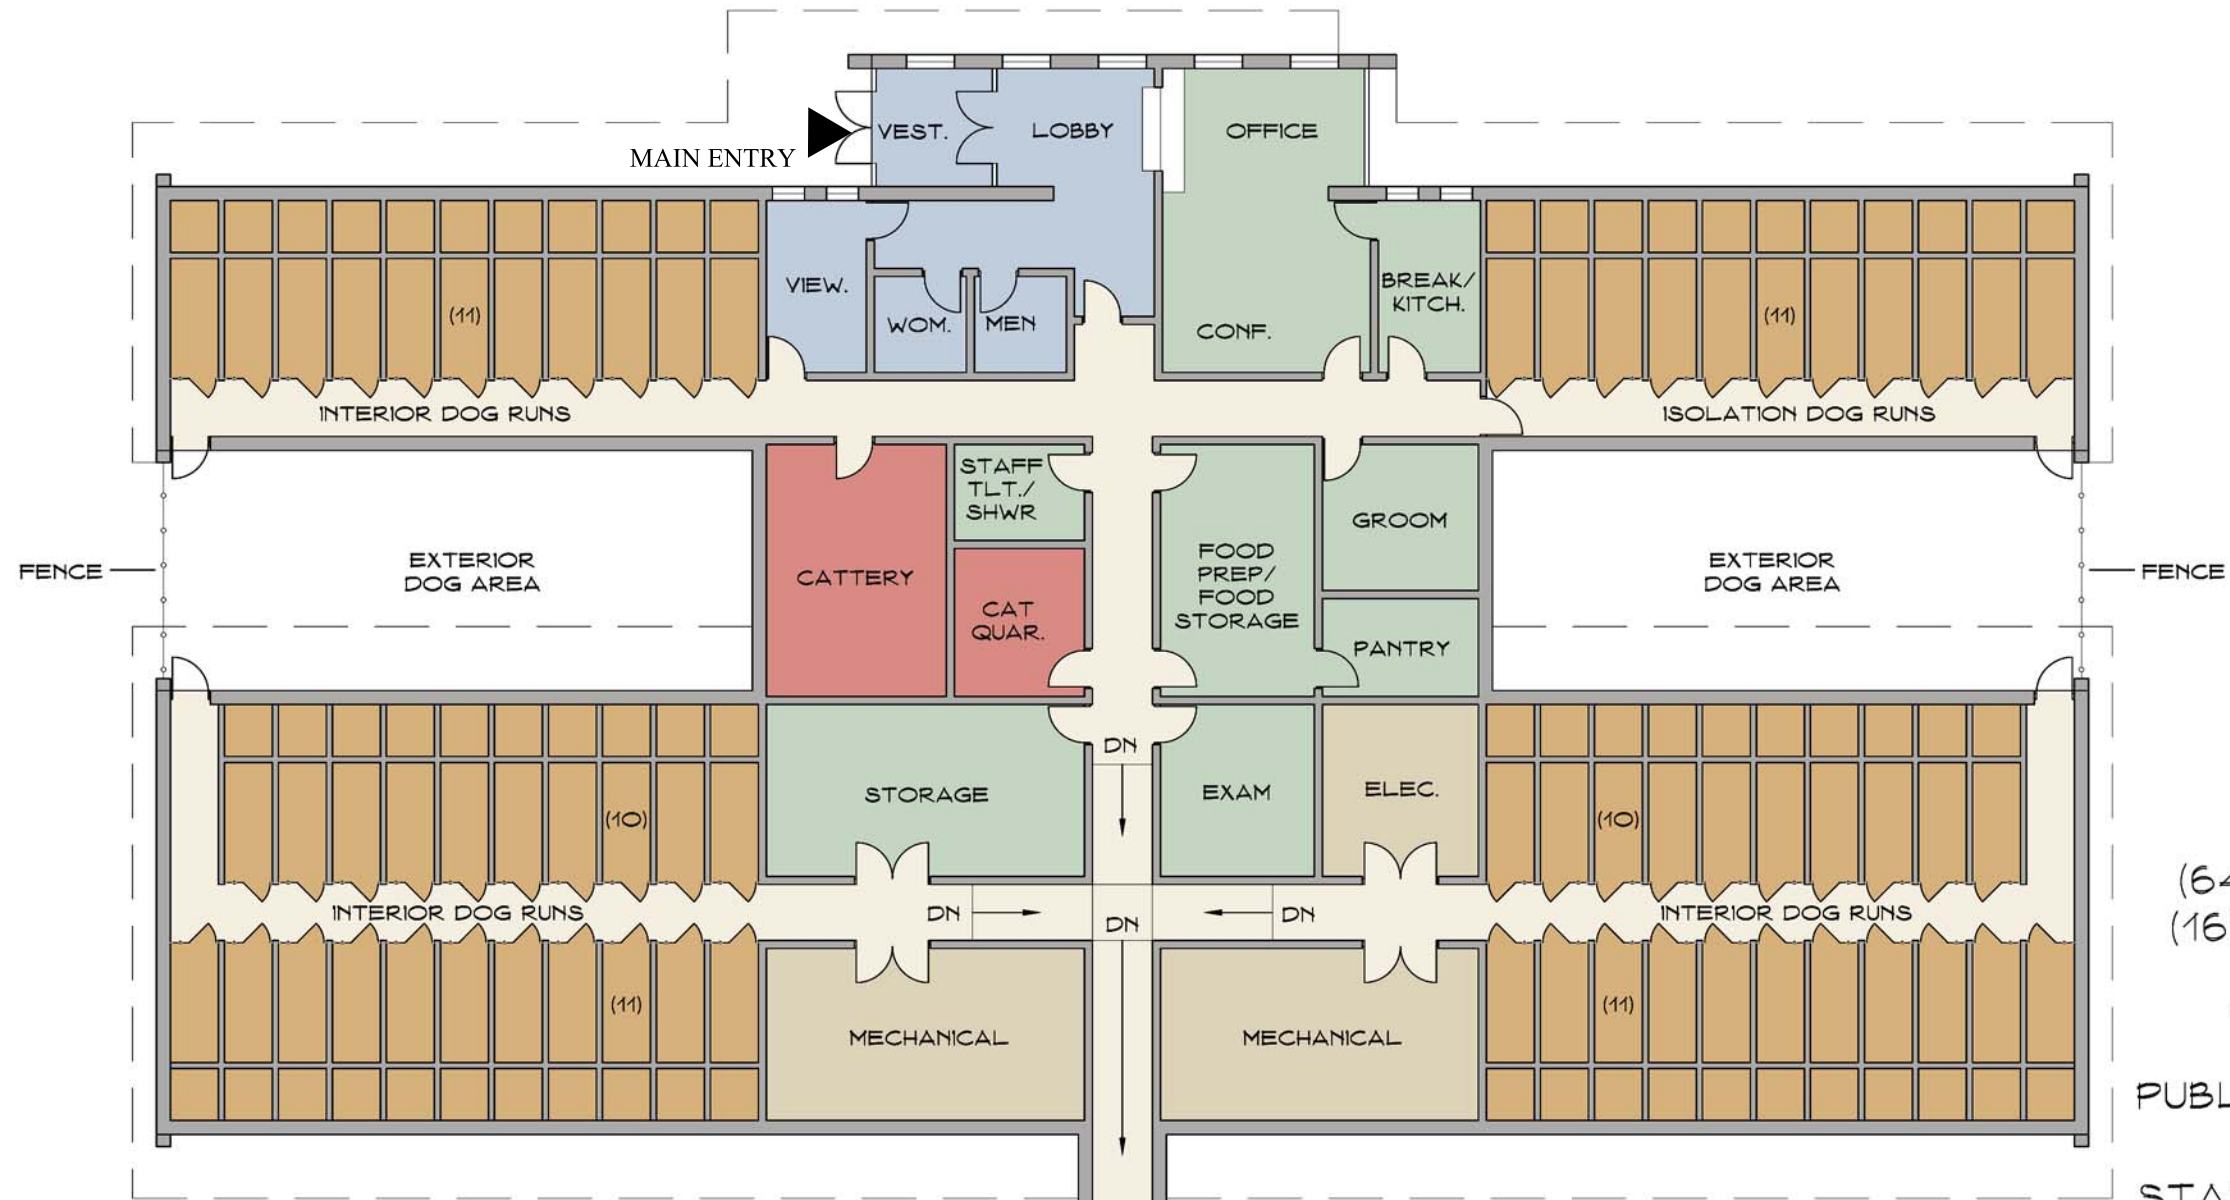 VEST.
LOBBY
OFFICE
MAIN ENTRY
VIEW.
BREAK/
KITCH.
(11)
WOM.
MEN
CONF.
(11)
INTERIOR DOG RUNS
ISOLATION DOG RUNS
STAFF
TLT./
SHWR
GROOM
FENCE
EXTERIOR
DOG AREA
CATTERY
CAT
QUAR.
FOOD
PREP/
FOOD
STORAGE
PANTRY
EXTERIOR
DOG AREA
FENCE
DN
STORAGE
EXAM
ELEC.
(10)
(10)
INTERIOR DOG RUNS
DN
DN
DN
INTERIOR DOG RUNS
(11)
(11)
MECHANICAL
MECHANICAL
(16
PUBL